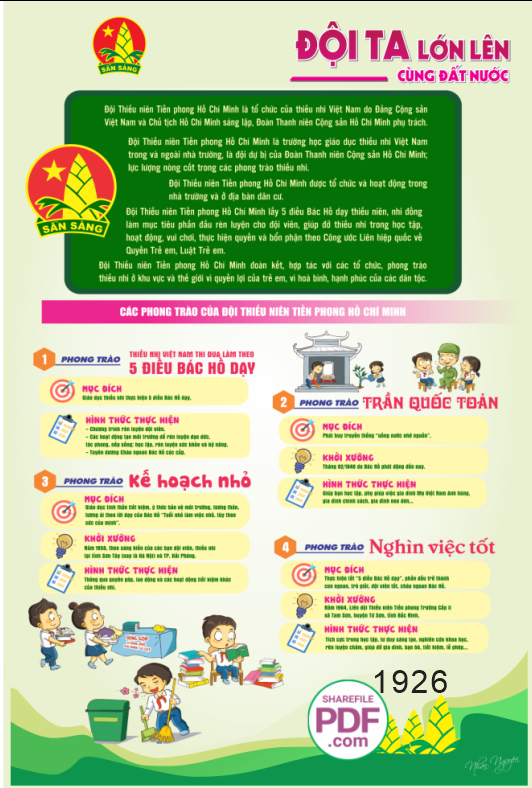 SẴN SÀNG
ĐỘI TA LỚN LÊN
CÙNG ĐẤT NƯỚC
Đội Thiếu niên Tiền phong Hồ Chí Minh là tổ chức của thiếu nhi Việt Nam do Đảng Cộng sản
Việt Nam và Chủ tịch Hồ Chí Minh sáng lập, Đoàn Thanh niên Cộng sản Hồ Chí Minh phụ trách.
Đội Thiếu niên Tiền phong Hồ Chí Minh là trường học giáo dục thiếu nhi Việt Nam
trong và ngoài nhà trường, là đội dự bị của Đoàn Thanh niên Cộng sản Hồ Chí Minh;
lực lượng nòng cốt trong các phong trào thiếu nhi.
Đội Thiếu niên Tiền phong Hồ Chí Minh được tổ chức và hoạt động trong
nhà trường và ở địa bàn dân cư.
SẴN SÀNG
Đội Thiếu niên Tiền phong Hồ Chí Minh lấy 5 điều Bác Hồ dạy thiếu niên, nhi đồng
làm mục tiêu phấn đấu rèn luyện cho đội viên, giúp đỡ thiếu nhi trong học tập,
hoạt động, vui chơi, thực hiện quyền và bổn phận theo Công ước Liên hiệp quốc về
Quyền Trẻ em, Luật Trẻ em.
Đội Thiếu niên Tiền phong Hồ Chí Minh đoàn kết, hợp tác với các tổ chức, phong trào
thiếu nhi ở khu vực và thế giới vì quyền lợi của trẻ em, vì hoà bình, hạnh phúc của các dân tộc.
CÁC PHONG TRÀO CỦA ĐỘI THIẾU NIÊN TIỀN PHONG HỒ CHÍ MINH
1 PHONG TRÀO THIẾU NHI VIỆT NAM THI ĐUA LÀM THEO
5 ĐIỀU BÁC HỒ DẠY
MỤC ĐÍCH
Giáo dục thiếu nhi thực hiện 5 điều Bác Hồ dạy.
HÌNH THỨC THỰC HIỆN
- Chương trình rèn luyện đội viên.
- Các hoạt động tạo môi trường để rèn luyện đạo đức,
tác phong, nếp sống; học tập, rèn luyện sức khỏe và kỹ năng.
- Tuyên dương Cháu ngoan Bác Hồ các cấp.
2 PHONG TRÀO TRẦN QUỐC TOẢN
MỤC ĐÍCH
Phát huy truyền thống "uống nước nhớ nguồn".
KHỞI XƯỚNG
Tháng 02/1948 do Bác Hồ phát động đến nay.
HÌNH THỨC THỰC HIỆN
Giúp bạn học tập, phụ giúp việc gia đình Mẹ Việt Nam Anh hùng,
gia đình chính sách, gia đình neo đơn...
3 PHONG TRÀO Kế hoạch nhỏ
MỤC ĐÍCH
Giáo dục tinh thần tiết kiệm, ý thức bảo vệ môi trường, tương thân,
tương ái theo lời dạy của Bác Hồ "Tuổi nhỏ làm việc nhỏ, tùy theo
sức của mình".
KHỞI XƯỚNG
Năm 1958, theo sáng kiến của các bạn đội viên, thiếu nhi
tại tỉnh Sơn Tây (nay là Hà Nội) và TP. Hải Phòng.
HÌNH THỨC THỰC HIỆN
Thông qua quyên góp, lao động và các hoạt động tiết kiệm khác
của thiếu nhi.
4 PHONG TRÀO Nghìn việc tốt
MỤC ĐÍCH
Thực hiện tốt "5 điều Bác Hồ dạy", phấn đấu trở thành
con ngoan, trò giỏi, đội viên tốt, cháu ngoan Bác Hồ.
KHỞI XƯỚNG
Năm 1964, Liên đội Thiếu niên Tiền phong Trường Cấp II
xã Tam Sơn, huyện Từ Sơn, tỉnh Bắc Ninh.
HÌNH THỨC THỰC HIỆN
Tích cực trong học tập, tư duy sáng tạo, nghiên cứu khoa học,
rèn luyện chăm, giúp đỡ gia đình, bạn bè, tiết kiệm, lễ phép...
1926
SHAREFILE
PDF
.com